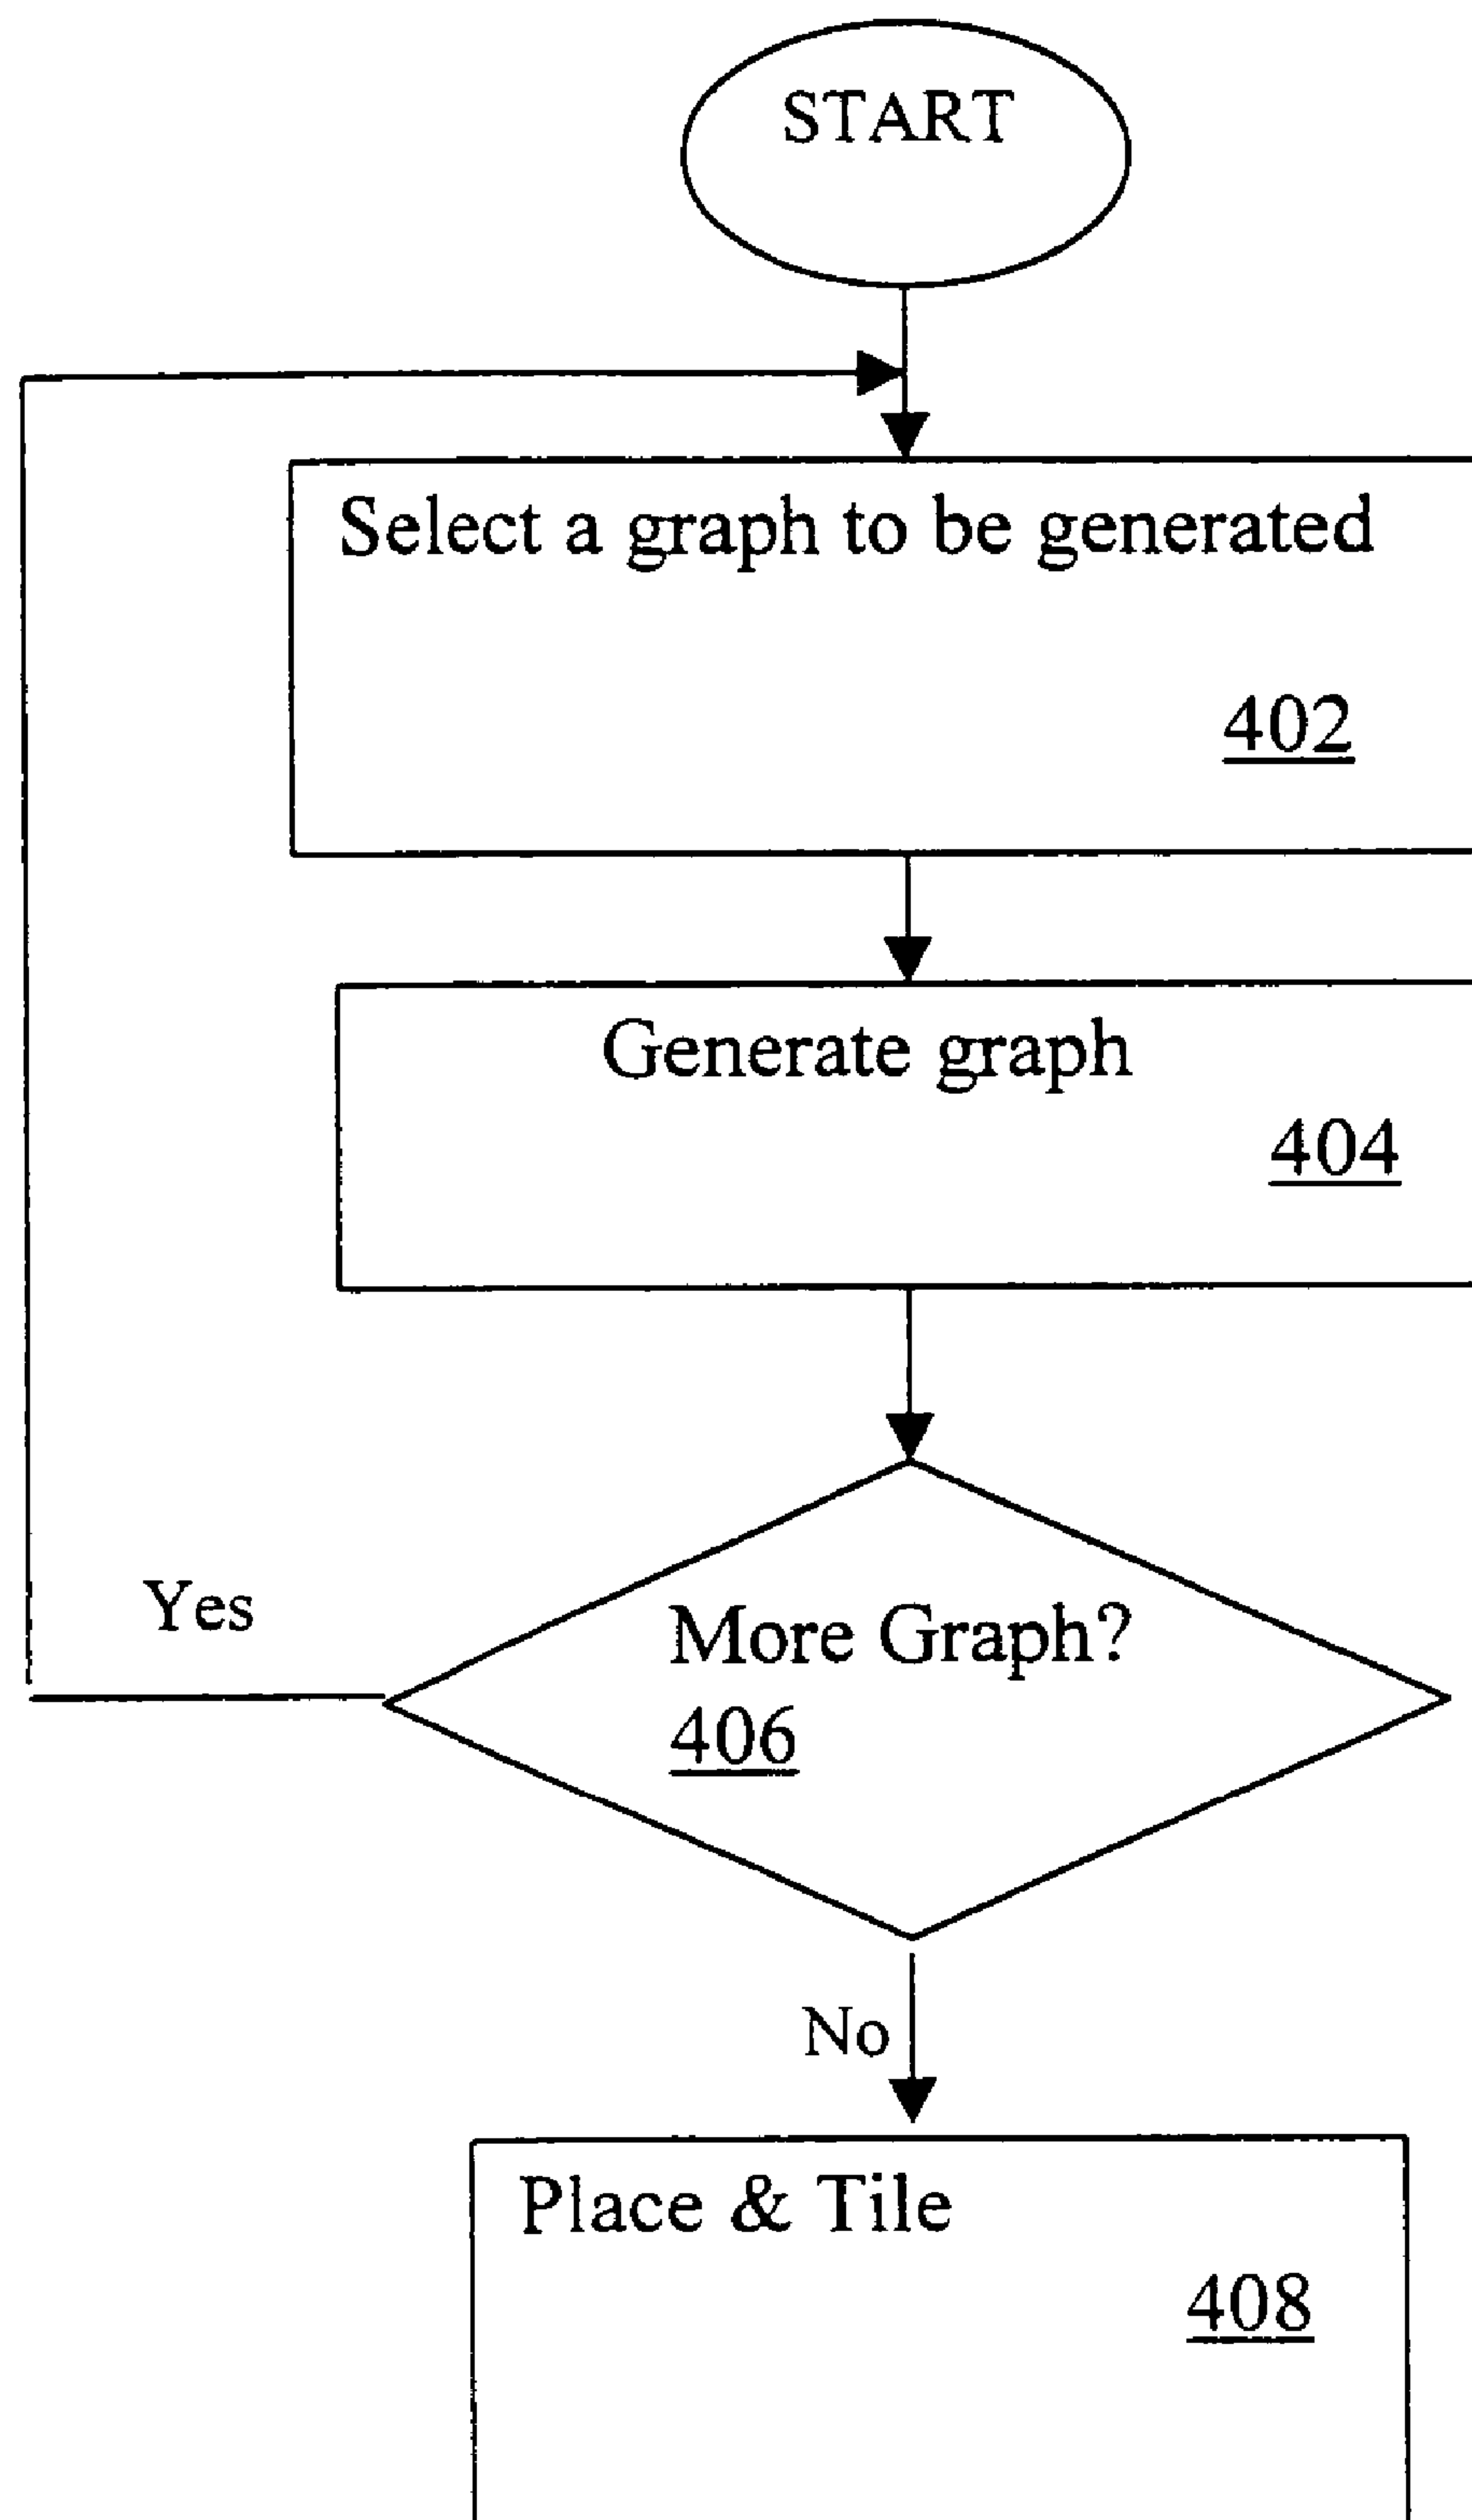 START
Select a graph to be generated
402
Generate graph
404
Yes
More Graph?
406
No
Place & Tile
408